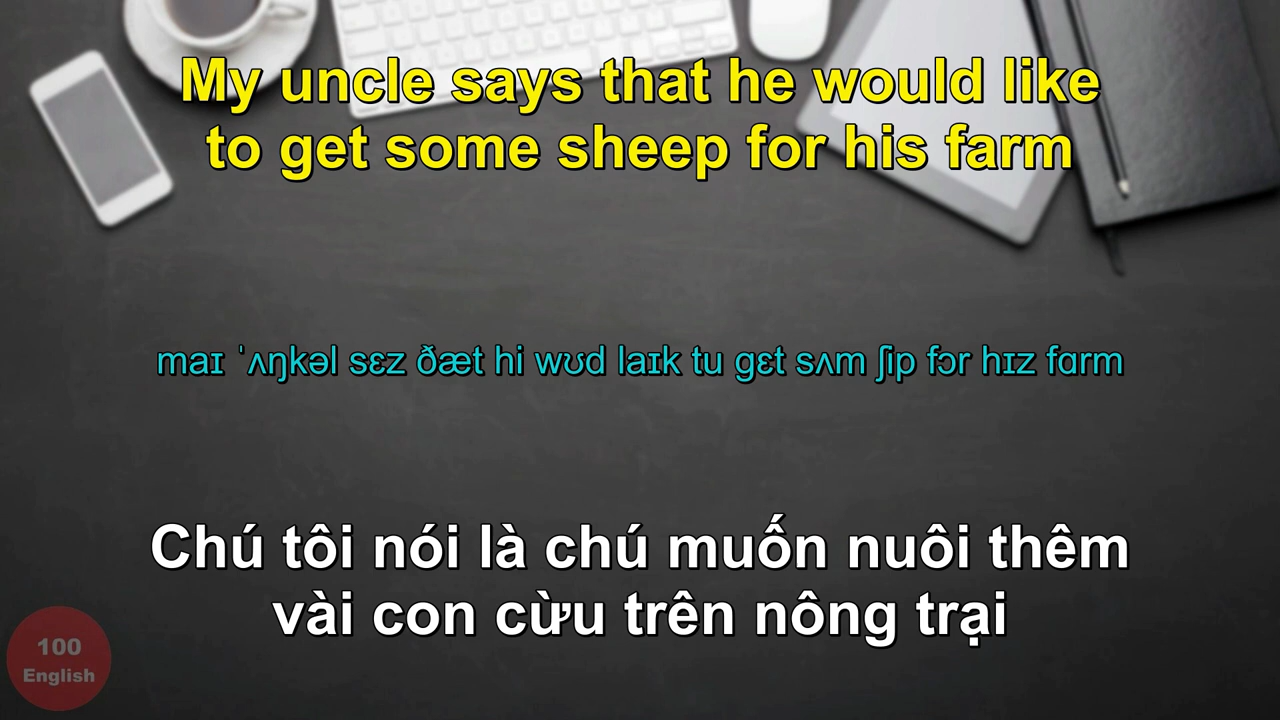 My uncle says that he would like
to get some sheep for his farm
maɪ ˈʌŋkəl sɛz ðæt hi wʊd laɪk tu gɛt sʌm ʃip fɔr hɪz fɑrm
Chú tôi nói là chú muốn nuôi thêm
vài con cừu trên nông trại
100
English